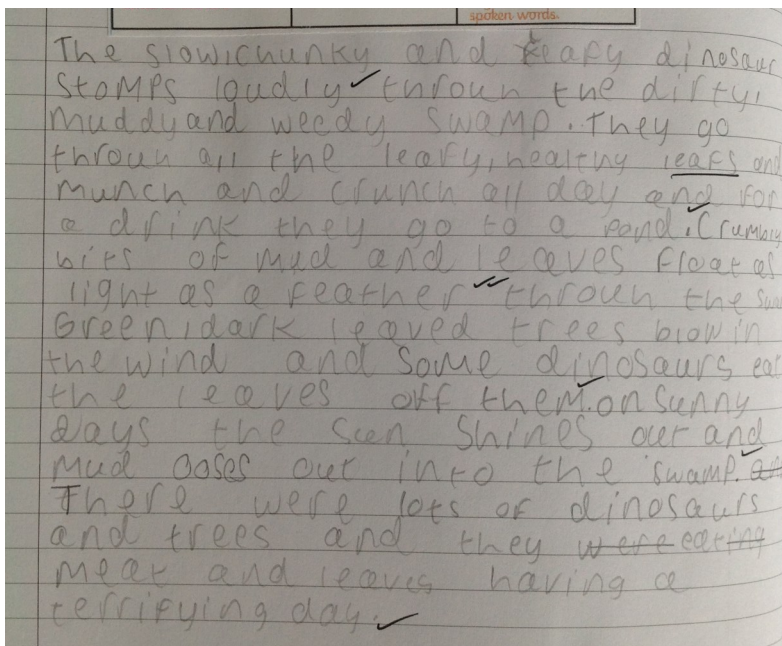 spoken words.
The slow, chunky and leafy dinosaur
stomps loudly throuh the dirty,
muddy and weedy swamp. They go
throuh all the leafy, healthy leafs and
munch and crunch all day and for
a drink they go to a pond. Crumbly
bits of mud and leaves float as
light as a feather throuh the
Green, dark leaved trees blow in
the wind and some dinosaurs eat
the leaves off them. on sunny
days the sun shines out and
mud ooses out into the swamp.
There were lots of dinosaurs
and trees and they were eating
meat and leaves having a
terrifying day.